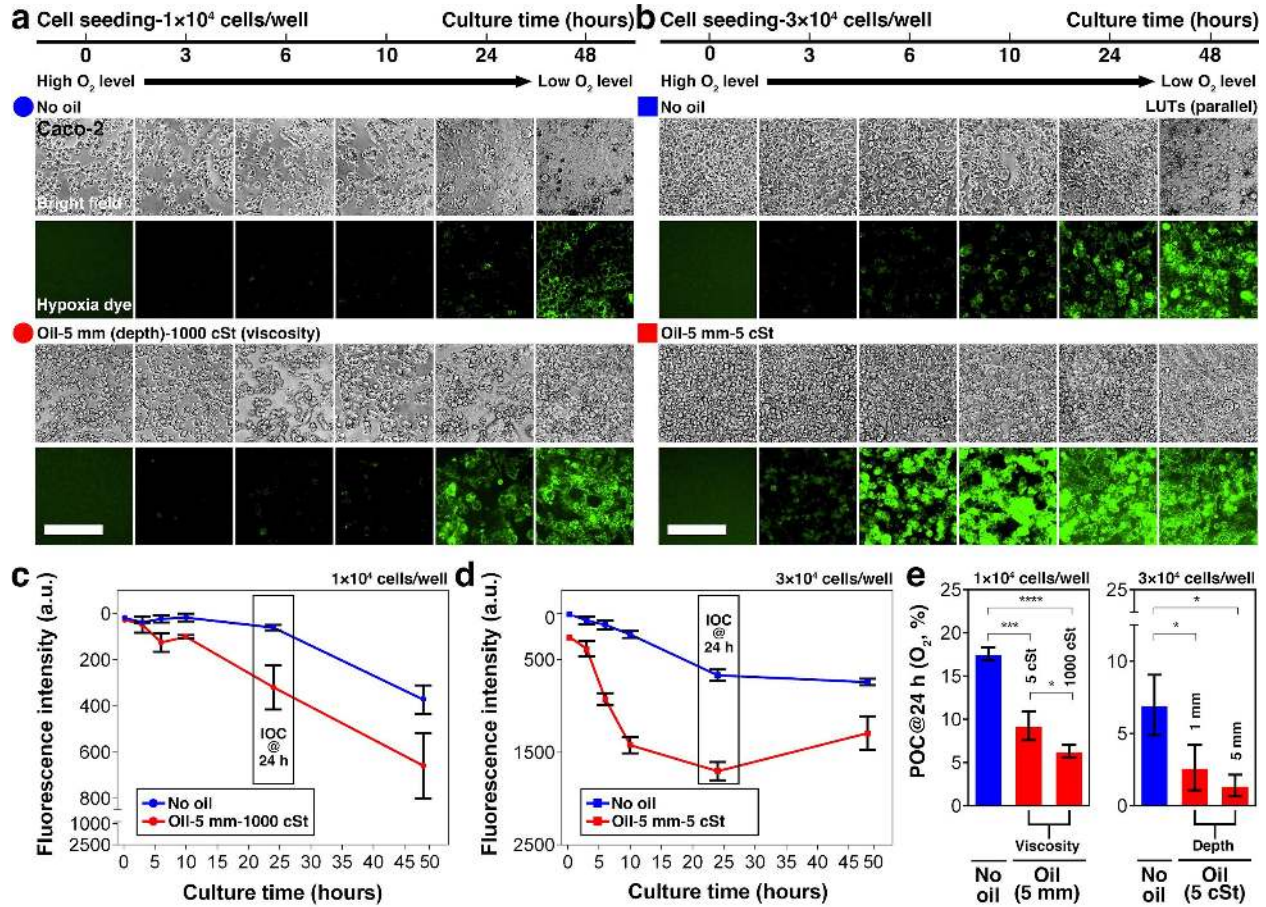 a Cell seeding-1×10⁴ cells/well Culture time (hours)
0 3 6 10 24 48
High O₂ level Low O₂ level
No oil
Caco-2
Bright field
Hypoxia dye
Oil-5 mm (depth)-1000 cSt (viscosity)
b Cell seeding-3×10⁴ cells/well Culture time (hours)
0 3 6 10 24 48
High O₂ level Low O₂ level
No oil LUTs (parallel)
Oil-5 mm-5 cSt
c 1×10⁴ cells/well
Fluorescence intensity (a.u.)
0
200
400
600
800
1000
2500
IOC
@
24 h
No oil
Oil-5 mm-1000 cSt
0 5 10 15 20 25 30 35 40 45 50
Culture time (hours)
d 3×10⁴ cells/well
Fluorescence intensity (a.u.)
0
500
1500
2500
IOC
@
24 h
No oil
Oil-5 mm-5 cSt
0 5 10 15 20 25 30 35 40 45 50
Culture time (hours)
e 1×10⁴ cells/well 3×10⁴ cells/well
POC@24 h (O₂, %)
25
20
15
10
5
0
****
***
*
5 cSt
1000 cSt
Viscosity
No
oil
Oil
(5 mm)
25
10
5
0
*
*
1 mm
5 mm
Depth
No
oil
Oil
(5 cSt)